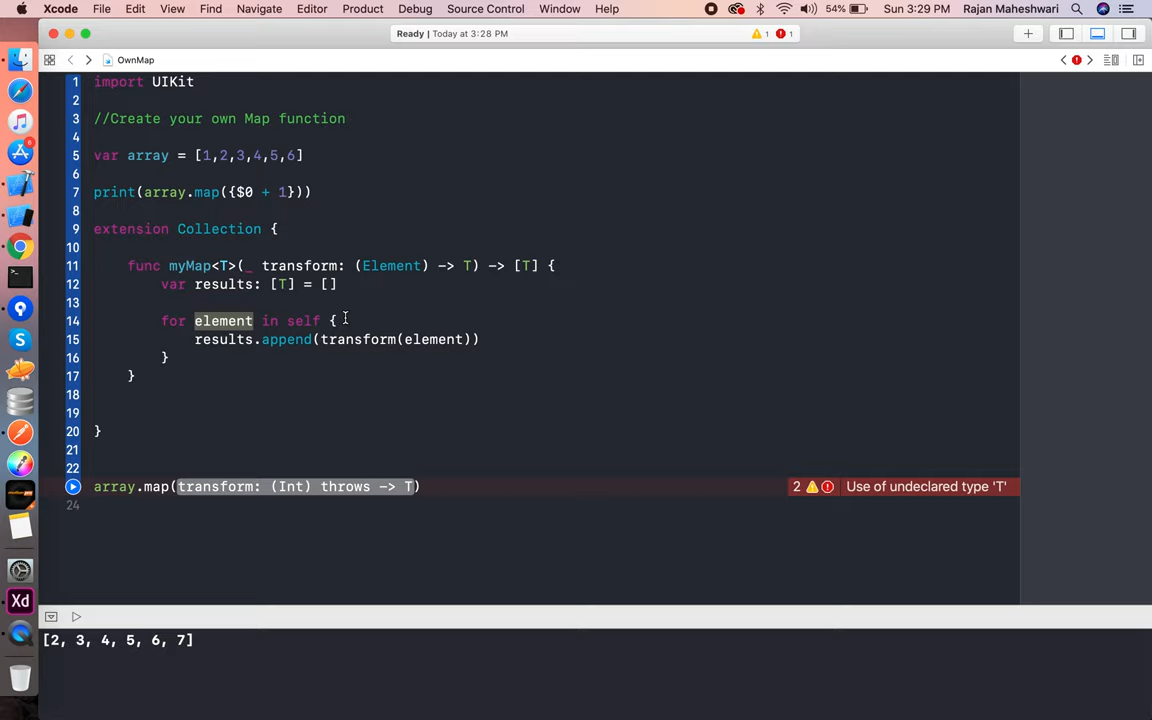 Xcode File Edit View Find Navigate Editor Product Debug Source Control Window Help 54% Sun 3:29 PM Rajan Maheshwari
Ready | Today at 3:28 PM 1 1
OwnMap
1 import UIKit
2
3 //Create your own Map function
4
5 var array = [1,2,3,4,5,6]
6
7 print(array.map({$0 + 1}))
8
9 extension Collection {
10
11 func myMap<T>(_ transform: (Element) -> T) -> [T] {
12 var results: [T] = []
13
14 for element in self {
15 results.append(transform(element))
16 }
17 }
18
19
20 }
21
22
array.map(transform: (Int) throws -> T) 2 Use of undeclared type 'T'
24
[2, 3, 4, 5, 6, 7]
Xd